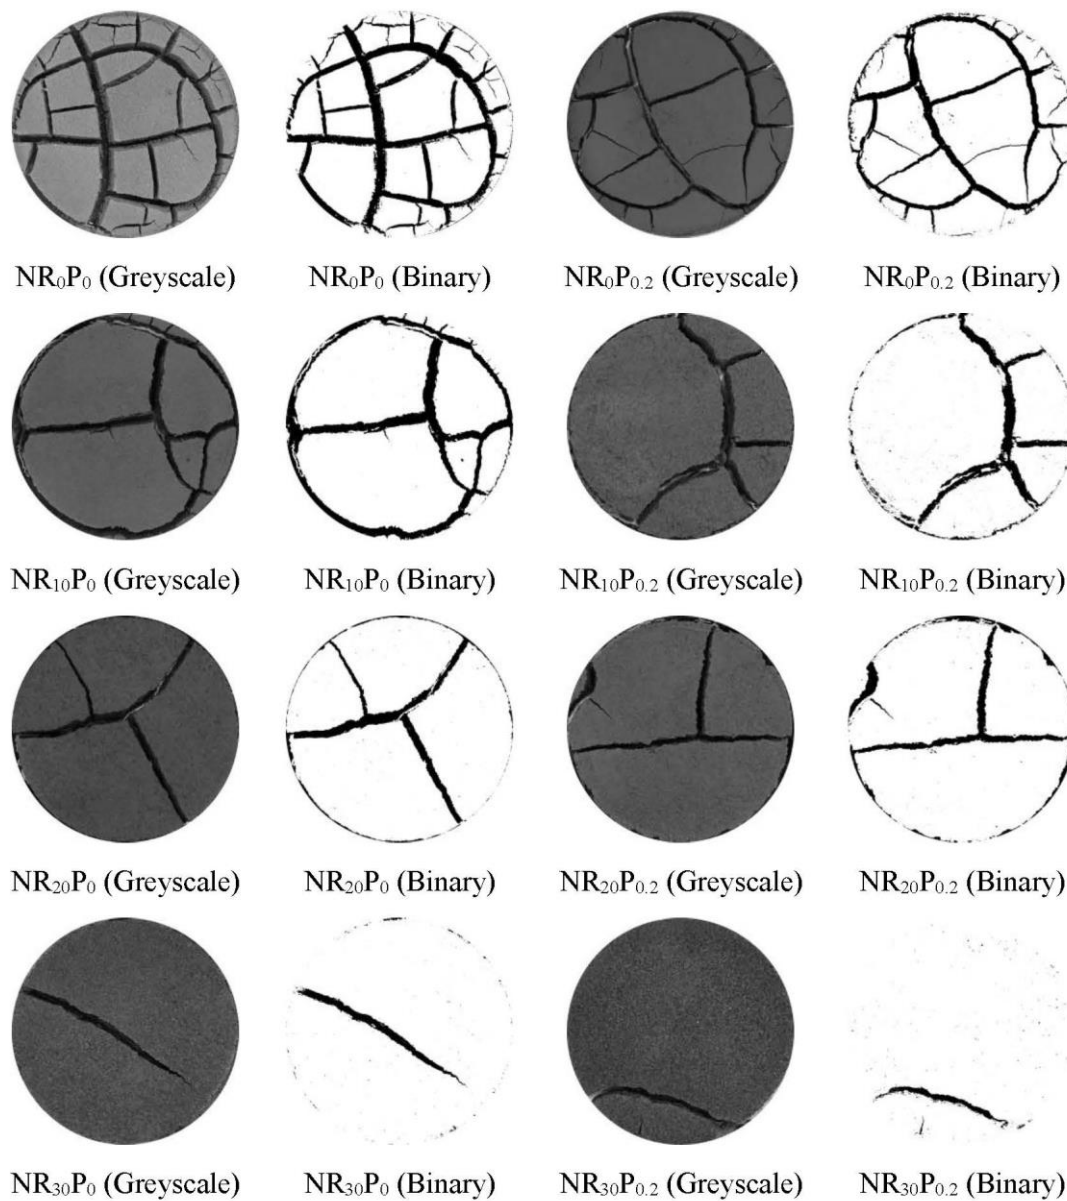 NR₀P₀ (Greyscale) NR₀P₀ (Binary) NR₀P₀.₂ (Greyscale) NR₀P₀.₂ (Binary)
NR₁₀P₀ (Greyscale) NR₁₀P₀ (Binary) NR₁₀P₀.₂ (Greyscale) NR₁₀P₀.₂ (Binary)
NR₂₀P₀ (Greyscale) NR₂₀P₀ (Binary) NR₂₀P₀.₂ (Greyscale) NR₂₀P₀.₂ (Binary)
NR₃₀P₀ (Greyscale) NR₃₀P₀ (Binary) NR₃₀P₀.₂ (Greyscale) NR₃₀P₀.₂ (Binary)